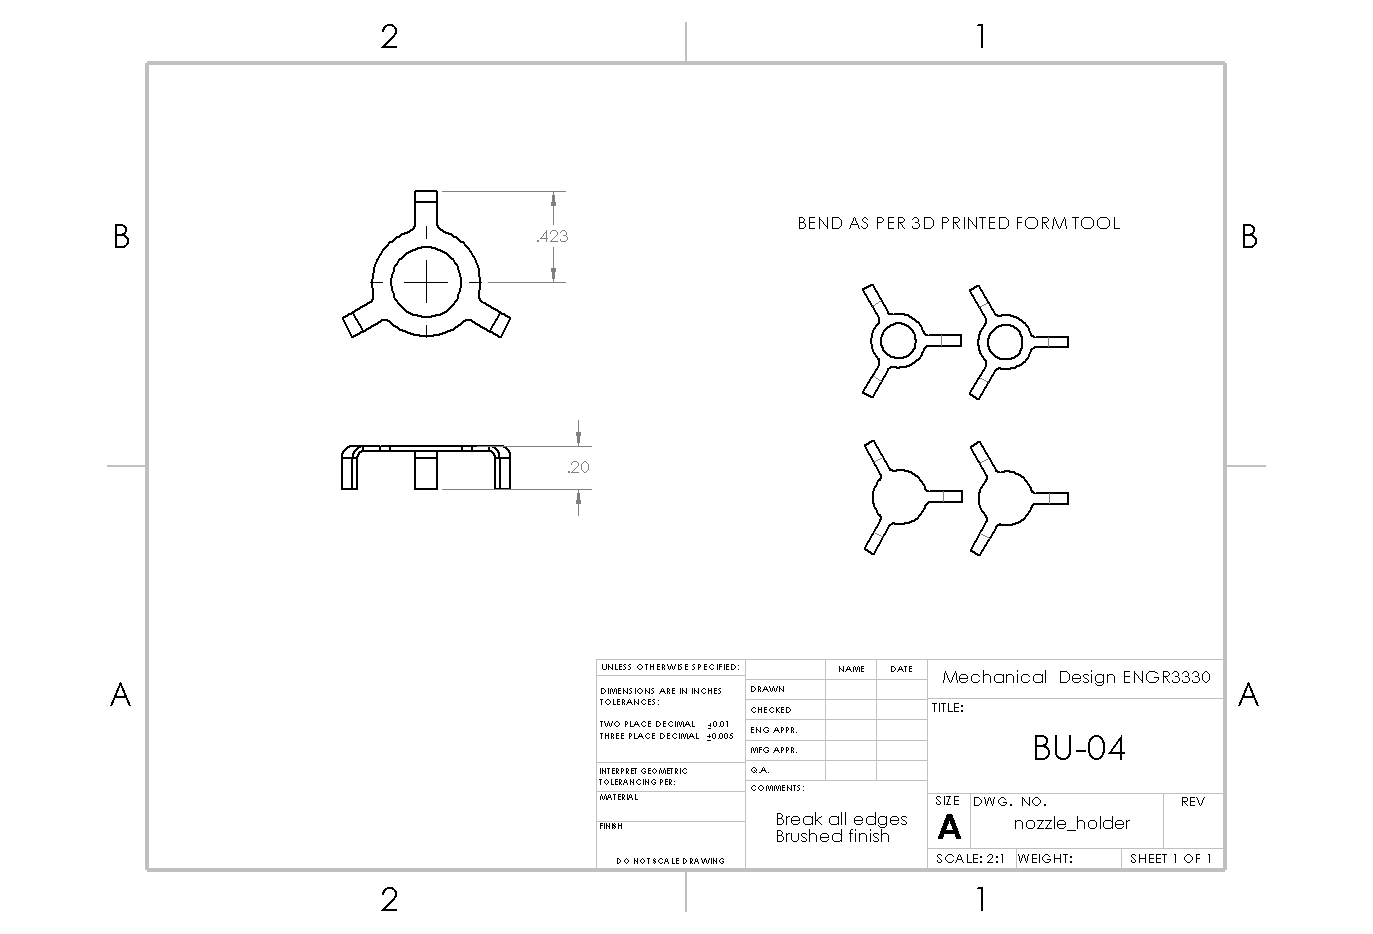 2 1
B B
BEND AS PER 3D PRINTED FORM TOOL
.423
.20
A A
UNLESS OTHERWISE SPECIFIED:
DIMENSIONS ARE IN INCHES
TOLERANCES:
TWO PLACE DECIMAL ±0.01
THREE PLACE DECIMAL ±0.005
INTERPRET GEOMETRIC
TOLERANCING PER:
MATERIAL
FINISH
DO NOT SCALE DRAWING
NAME DATE
DRAWN
CHECKED
ENG APPR.
MFG APPR.
Q.A.
COMMENTS:
Break all edges
Brushed finish
Mechanical Design ENGR3330
TITLE:
BU-04
SIZE DWG. NO. REV
A nozzle_holder
SCALE: 2:1 WEIGHT: SHEET 1 OF 1
2 1